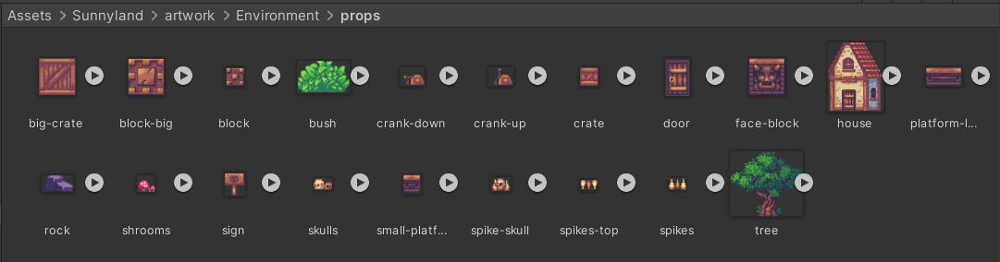 Assets > Sunnyland > artwork > Environment > props
big-crate block-big block bush crank-down crank-up crate door face-block house platform-l...
rock shrooms sign skulls small-platf... spike-skull spikes-top spikes tree